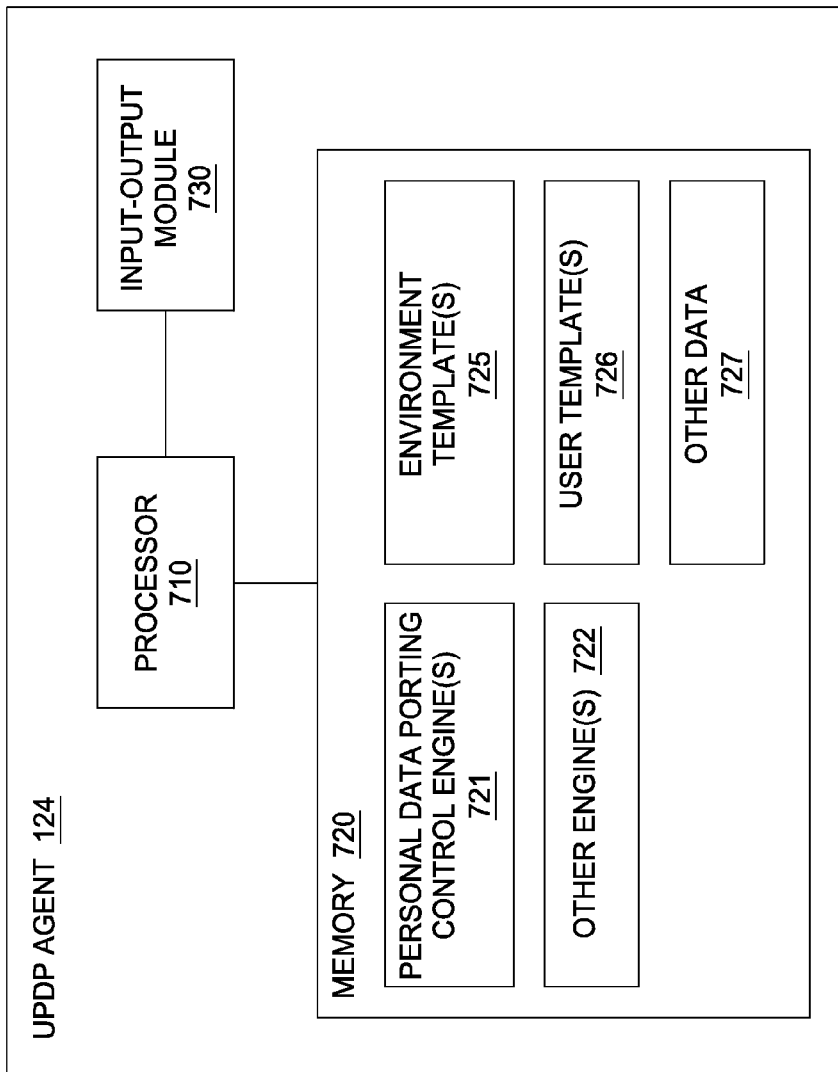 UPDP AGENT 124
PROCESSOR
710
INPUT-OUTPUT
MODULE
730
MEMORY 720
PERSONAL DATA PORTING
CONTROL ENGINE(S)
721
OTHER ENGINE(S) 722
ENVIRONMENT
TEMPLATE(S)
725
USER TEMPLATE(S)
726
OTHER DATA
727